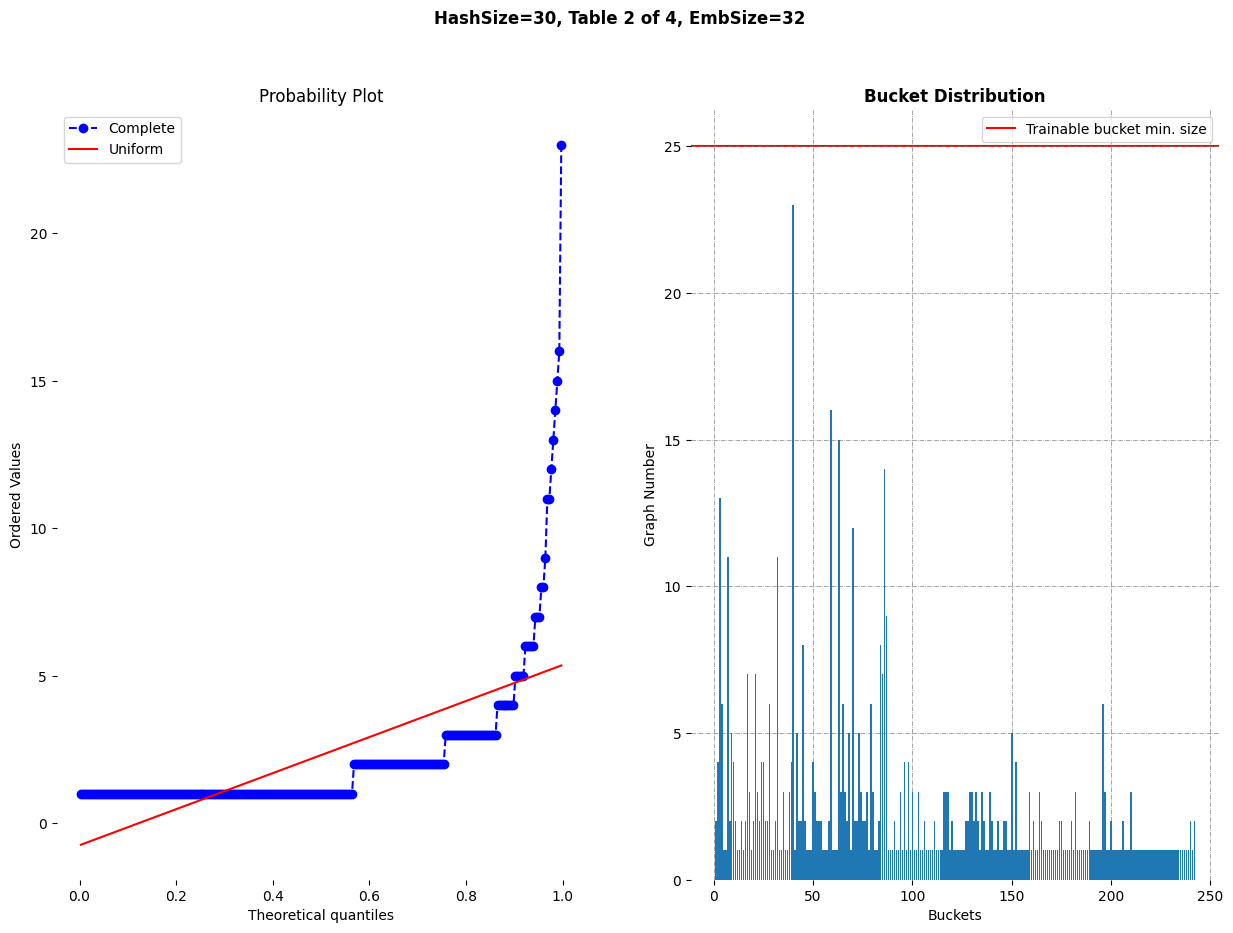 HashSize=30, Table 2 of 4, EmbSize=32
Probability Plot
Complete
Uniform
20
15
10
5
0
Ordered Values
0.0 0.2 0.4 0.6 0.8 1.0
Theoretical quantiles
Bucket Distribution
Trainable bucket min. size
25
20
15
10
5
0
Graph Number
0 50 100 150 200 250
Buckets